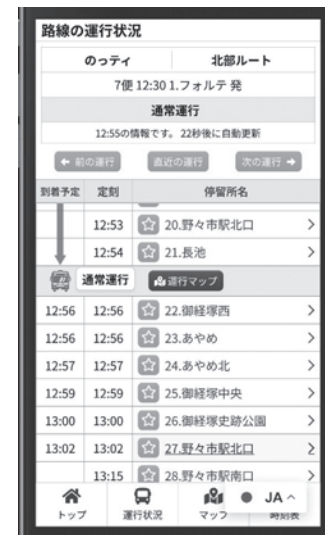 路線の運行状況
のっティ 北部ルート
7便 12:30 1.フォルテ 発
通常運行
12:55の情報です。 22秒後に自動更新
← 前の運行 直近の運行 次の運行 →
到着予定 定刻 停留所名
12:53 20.野々市駅北口
12:54 21.長池
通常運行 運行マップ
12:56 12:56 22.御経塚西
12:56 12:56 23.あやめ
12:57 12:57 24.あやめ北
12:59 12:59 25.御経塚中央
13:00 13:00 26.御経塚史跡公園
13:02 13:02 27.野々市駅北口
13:15 28.野々市駅南口
JA
トップ 運行状況 マップ 時刻表